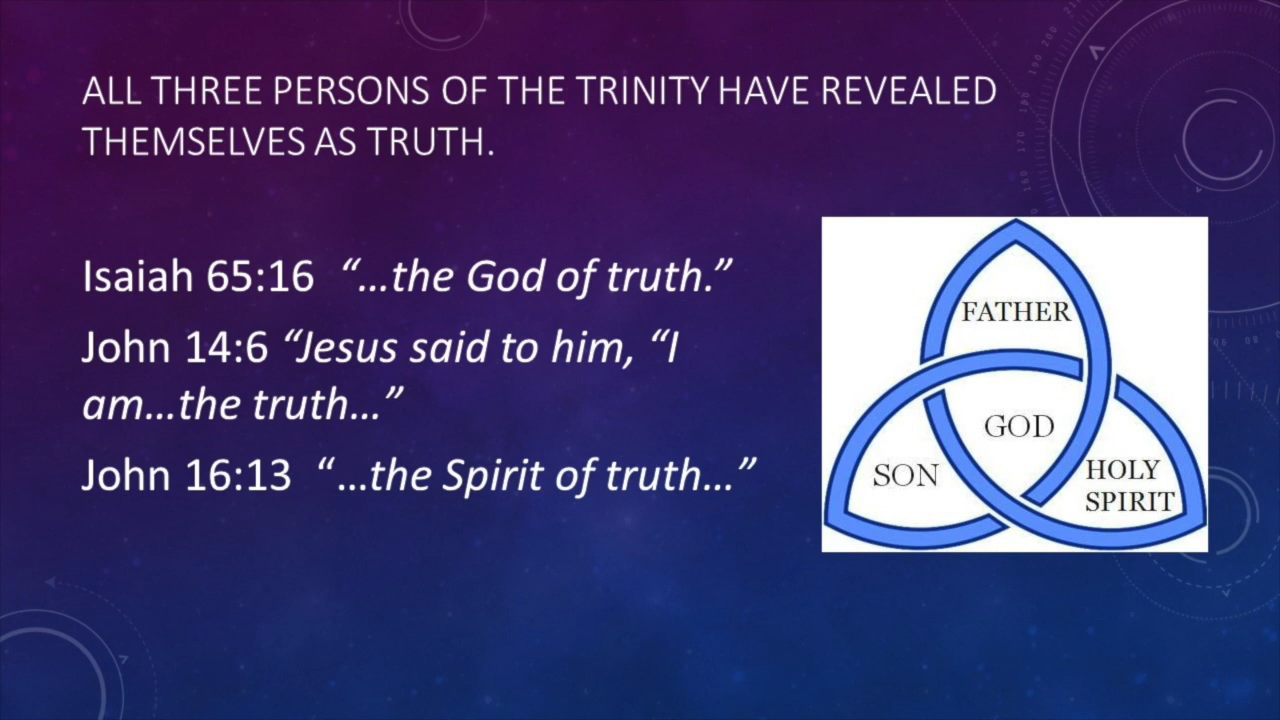 ALL THREE PERSONS OF THE TRINITY HAVE REVEALED
THEMSELVES AS TRUTH.
Isaiah 65:16 “…the God of truth.”
John 14:6 “Jesus said to him, “I
am…the truth…”
John 16:13 “…the Spirit of truth…”
FATHER
GOD
SON
HOLY
SPIRIT